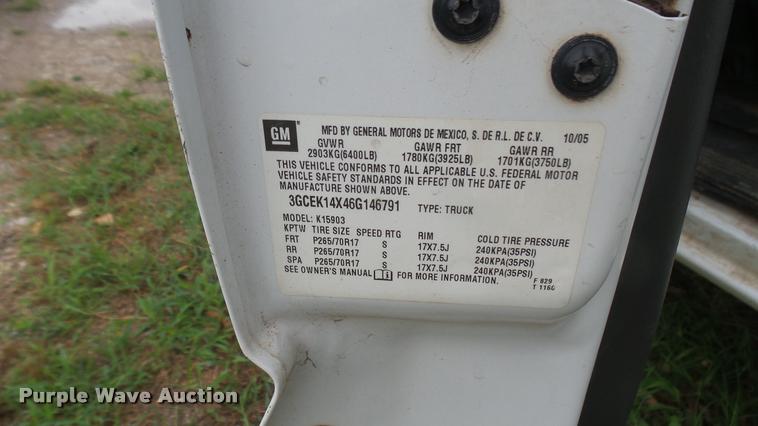 GM
MFD BY GENERAL MOTORS DE MEXICO, S. DE R.L. DE C.V. 10/05
GVWR GAWR FRT GAWR RR
2903KG(6400LB) 1780KG(3925LB) 1701KG(3750LB)
THIS VEHICLE CONFORMS TO ALL APPLICABLE U.S. FEDERAL MOTOR
VEHICLE SAFETY STANDARDS IN EFFECT ON THE DATE OF
MANUFACTURE SHOWN ABOVE.
3GCEK14X46G146791 TYPE: TRUCK
MODEL: K15903
KPTW TIRE SIZE SPEED RTG RIM COLD TIRE PRESSURE
FRT P265/70R17 S 17X7.5J 240KPA(35PSI)
RR P265/70R17 S 17X7.5J 240KPA(35PSI)
SPA P265/70R17 S 17X7.5J 240KPA(35PSI)
SEE OWNER'S MANUAL FOR MORE INFORMATION.
F 829
T 1160
Purple Wave Auction